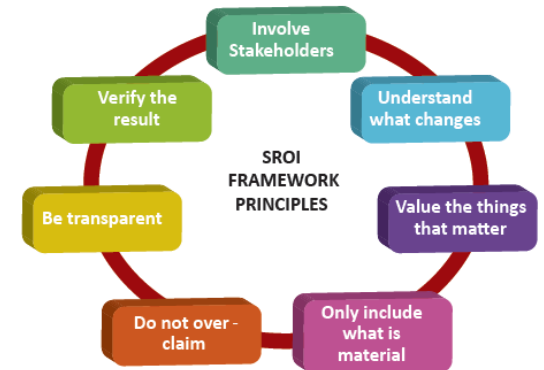 Involve
Stakeholders
Understand
what changes
Value the things
that matter
Only include
what is
material
Do not over -
claim
Be transparent
Verify the
result
SROI
FRAMEWORK
PRINCIPLES